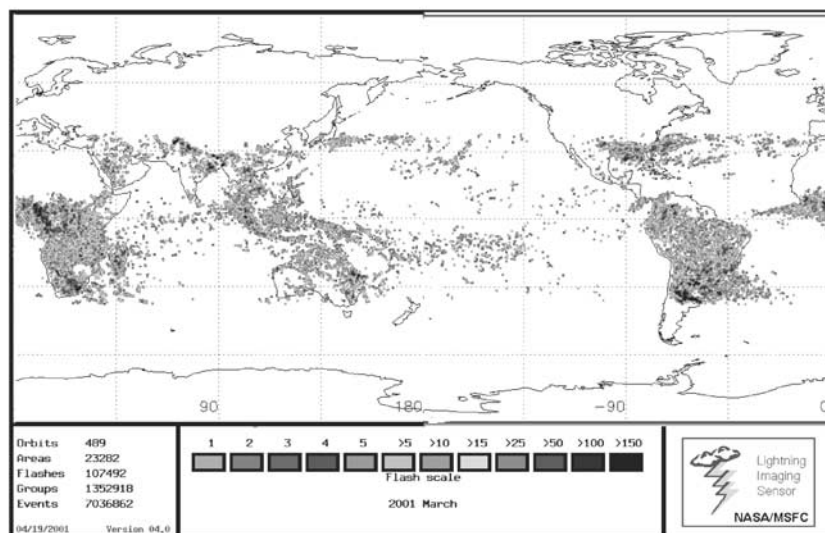 90 180 -90 0
Orbits 489
Areas 23282
Flashes 107492
Groups 1352918
Events 7036862
04/19/2001 Version 04.0
1 2 3 4 5 >5 >10 >15 >25 >50 >100 >150
Flash scale
2001 March
Lightning
Imaging
Sensor
NASA/MSFC